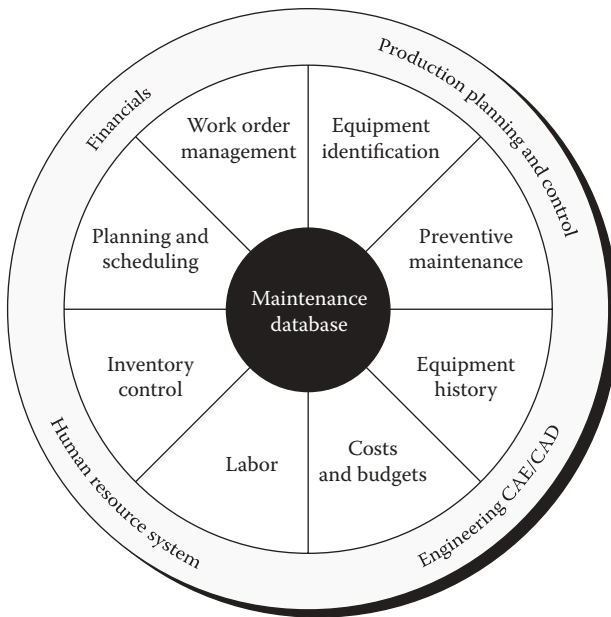 Financials
Production planning and control
Work order
management
Equipment
identification
Planning and
scheduling
Preventive
maintenance
Maintenance
database
Inventory
control
Equipment
history
Labor
Costs
and budgets
Human resource system
Engineering CAE/CAD